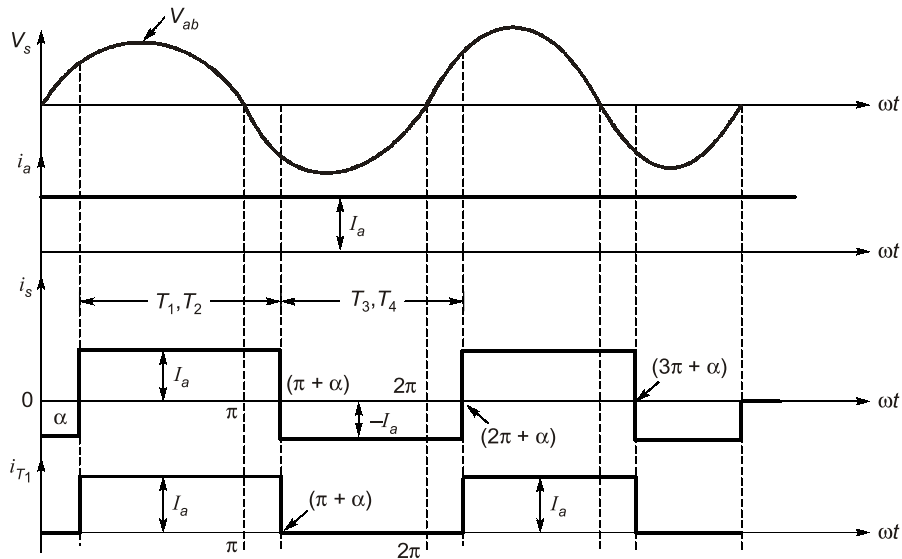 V_ab
V_s
ωt
i_a
I_a
ωt
i_s
T_1, T_2
T_3, T_4
I_a
(π + α)
2π
(3π + α)
0
α
π
–I_a
ωt
(2π + α)
i_T1
I_a
(π + α)
I_a
ωt
π
2π